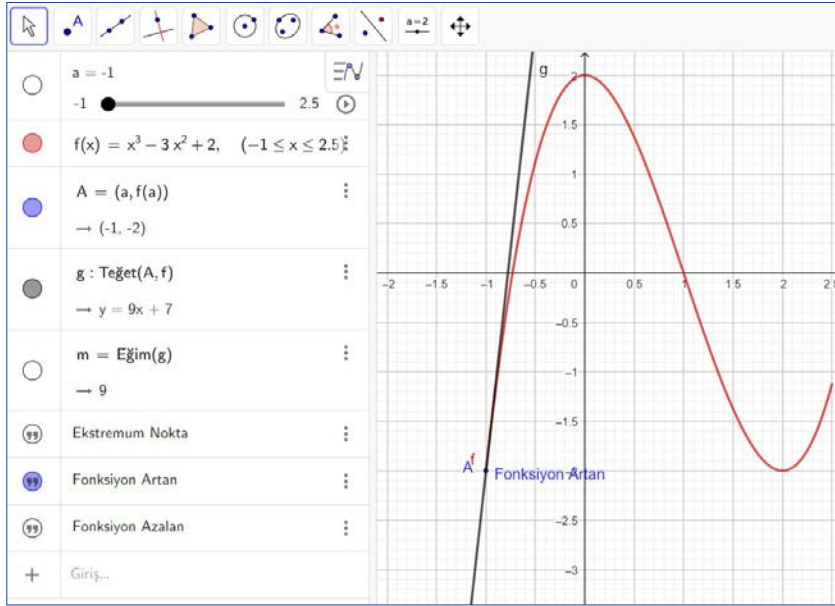 A
a=2
a = -1
-1
2.5
f(x) = x³ − 3 x² + 2, (−1 ≤ x ≤ 2.5)
A = (a, f(a))
→ (-1, -2)
g : Teğet(A, f)
→ y = 9x + 7
m = Eğim(g)
→ 9
Ekstremum Nokta
Fonksiyon Artan
Fonksiyon Azalan
+ Giriş...
g
2
1.5
1
0.5
−2 −1.5 −1 −0.5 0 0.5 1 1.5 2 2.5
−0.5
−1
−1.5
A f
−2
Fonksiyon Artan
−2.5
−3